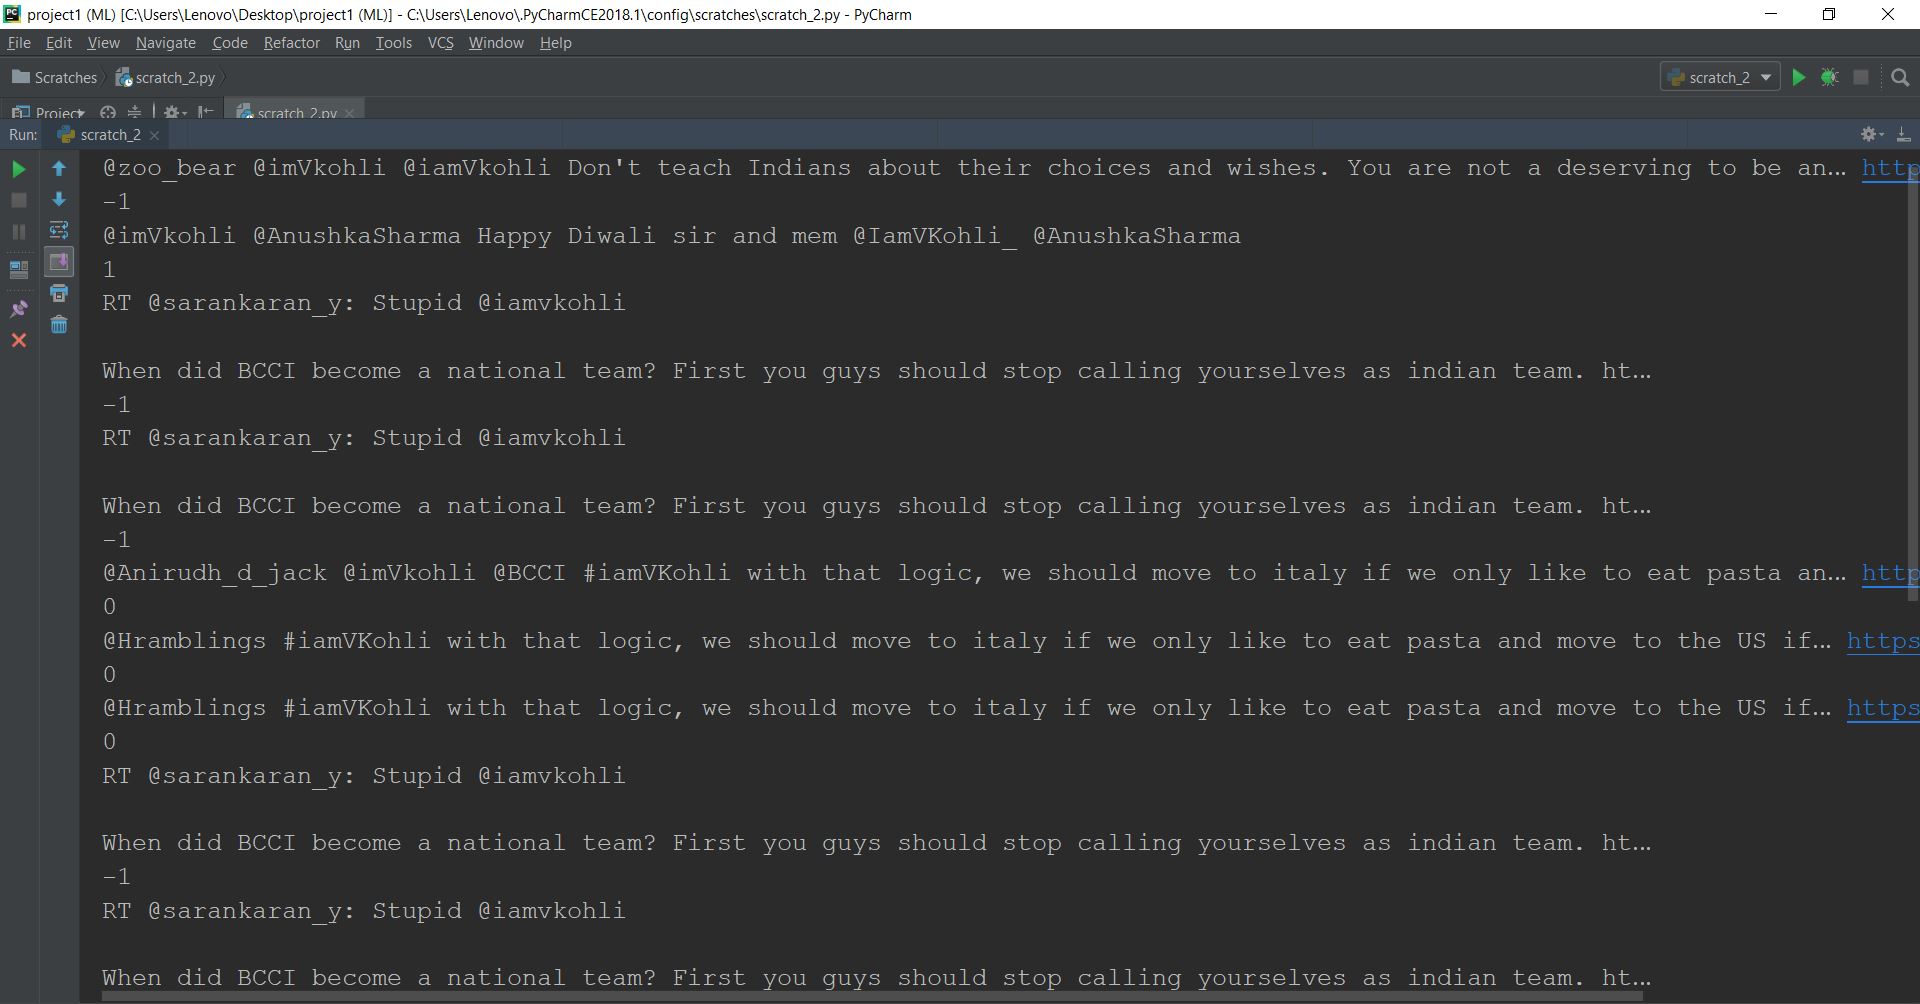 project1 (ML) [C:\Users\Lenovo\Desktop\project1 (ML)] - C:\Users\Lenovo\.PyCharmCE2018.1\config\scratches\scratch_2.py - PyCharm
File Edit View Navigate Code Refactor Run Tools VCS Window Help
Scratches scratch_2.py scratch_2
Project scratch_2.py
Run: scratch_2
@zoo_bear @imVkohli @iamVkohli Don't teach Indians about their choices and wishes. You are not a deserving to be an… http
-1
@imVkohli @AnushkaSharma Happy Diwali sir and mem @IamVKohli_ @AnushkaSharma
1
RT @sarankaran_y: Stupid @iamvkohli
When did BCCI become a national team? First you guys should stop calling yourselves as indian team. ht…
-1
RT @sarankaran_y: Stupid @iamvkohli
When did BCCI become a national team? First you guys should stop calling yourselves as indian team. ht…
-1
@Anirudh_d_jack @imVkohli @BCCI #iamVKohli with that logic, we should move to italy if we only like to eat pasta an… http
0
@Hramblings #iamVKohli with that logic, we should move to italy if we only like to eat pasta and move to the US if… https
0
@Hramblings #iamVKohli with that logic, we should move to italy if we only like to eat pasta and move to the US if… https
0
RT @sarankaran_y: Stupid @iamvkohli
When did BCCI become a national team? First you guys should stop calling yourselves as indian team. ht…
-1
RT @sarankaran_y: Stupid @iamvkohli
When did BCCI become a national team? First you guys should stop calling yourselves as indian team. ht…